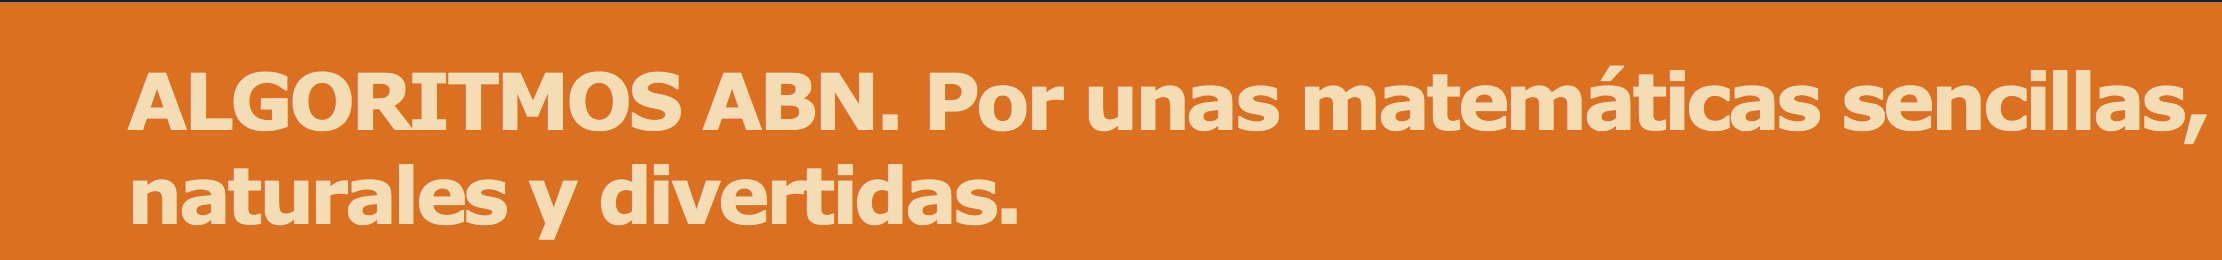 ALGORITMOS ABN. Por unas matemáticas sencillas,
naturales y divertidas.